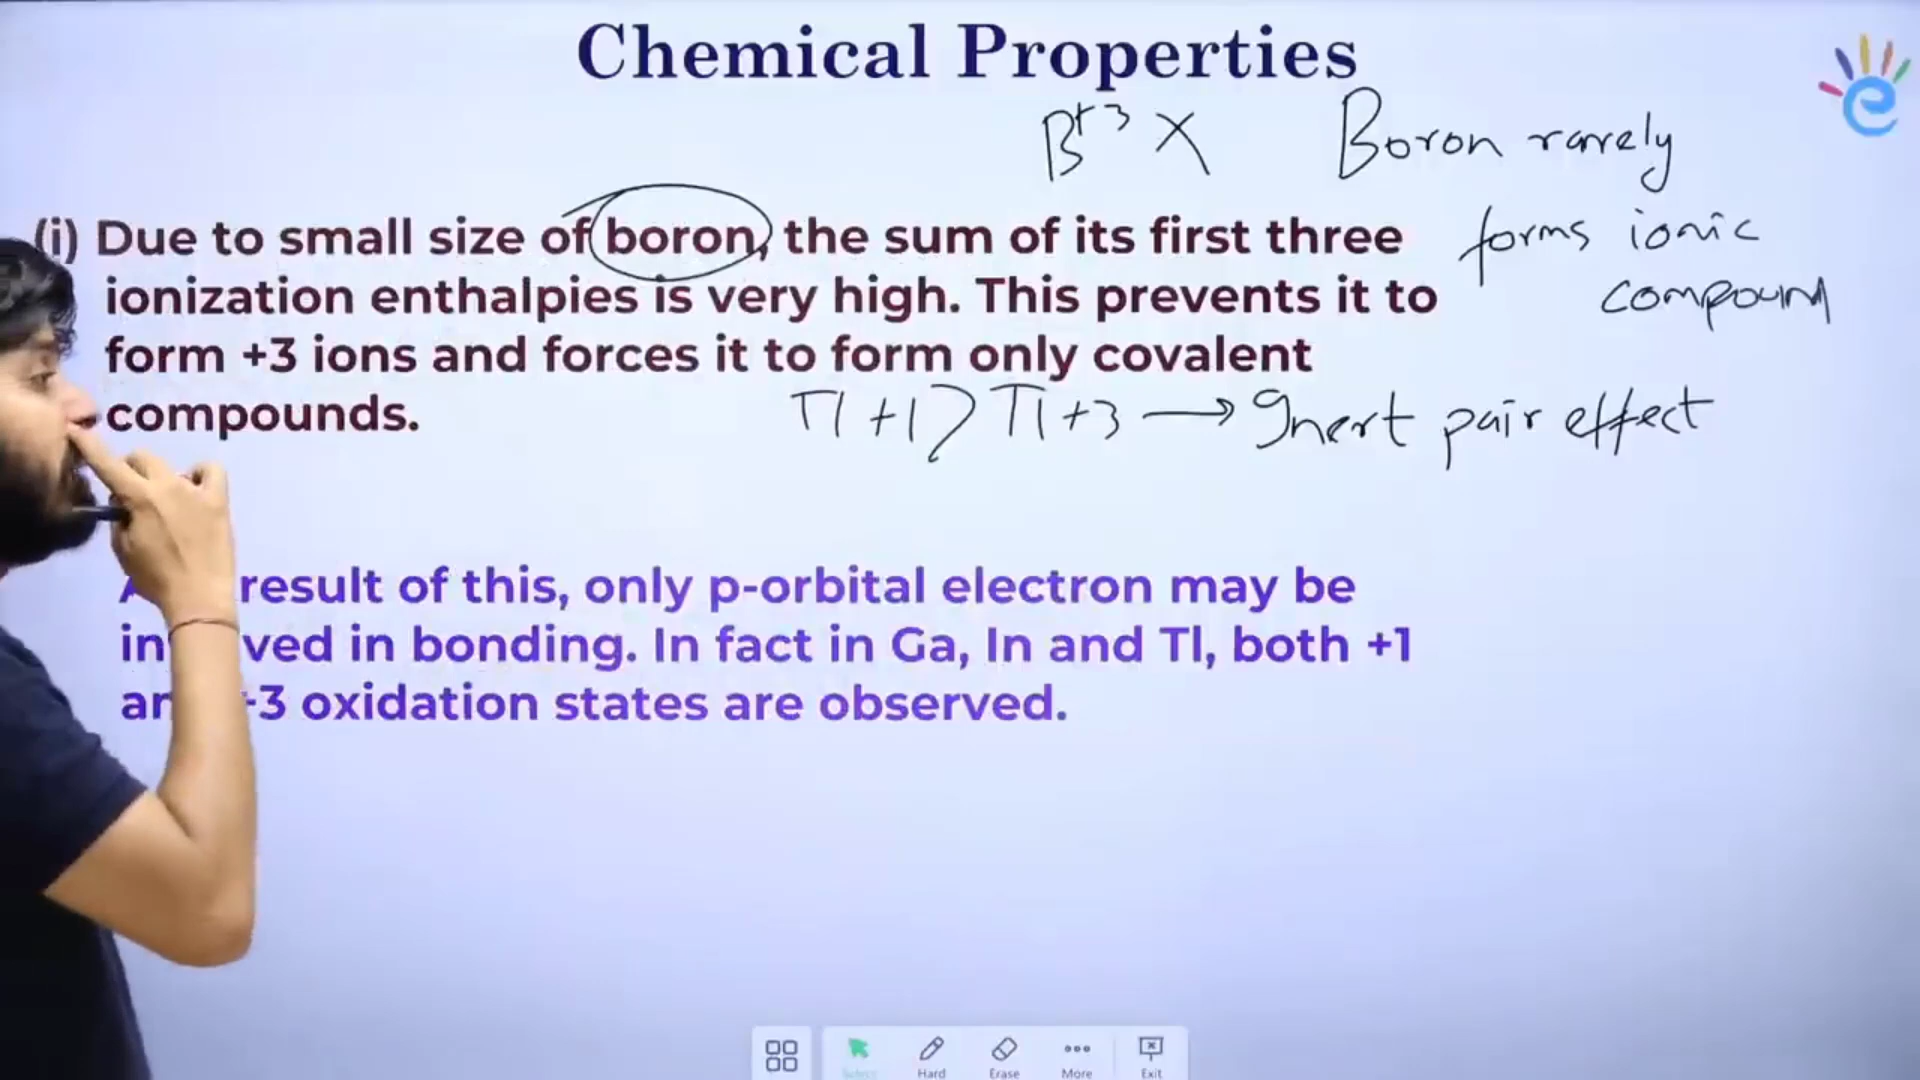 Chemical Properties
B+3 X Boron rarely
forms ionic
compound
(i) Due to small size of boron, the sum of its first three
ionization enthalpies is very high. This prevents it to
form +3 ions and forces it to form only covalent
compounds.
Tl +1 > Tl +3 → Inert pair effect
result of this, only p-orbital electron may be
in ved in bonding. In fact in Ga, In and Tl, both +1
an -3 oxidation states are observed.
e
Select Hard Erase More Exit